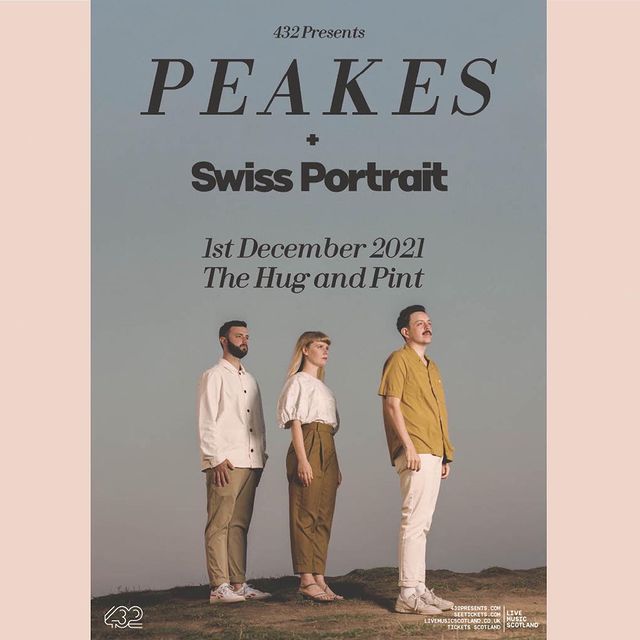 432 Presents
PEAKES
+
Swiss Portrait
1st December 2021
The Hug and Pint
432
432PRESENTS.COM
SEETICKETS.COM
LIVEMUSICSCOTLAND.CO.UK
TICKETS SCOTLAND
LIVE
MUSIC
SCOTLAND